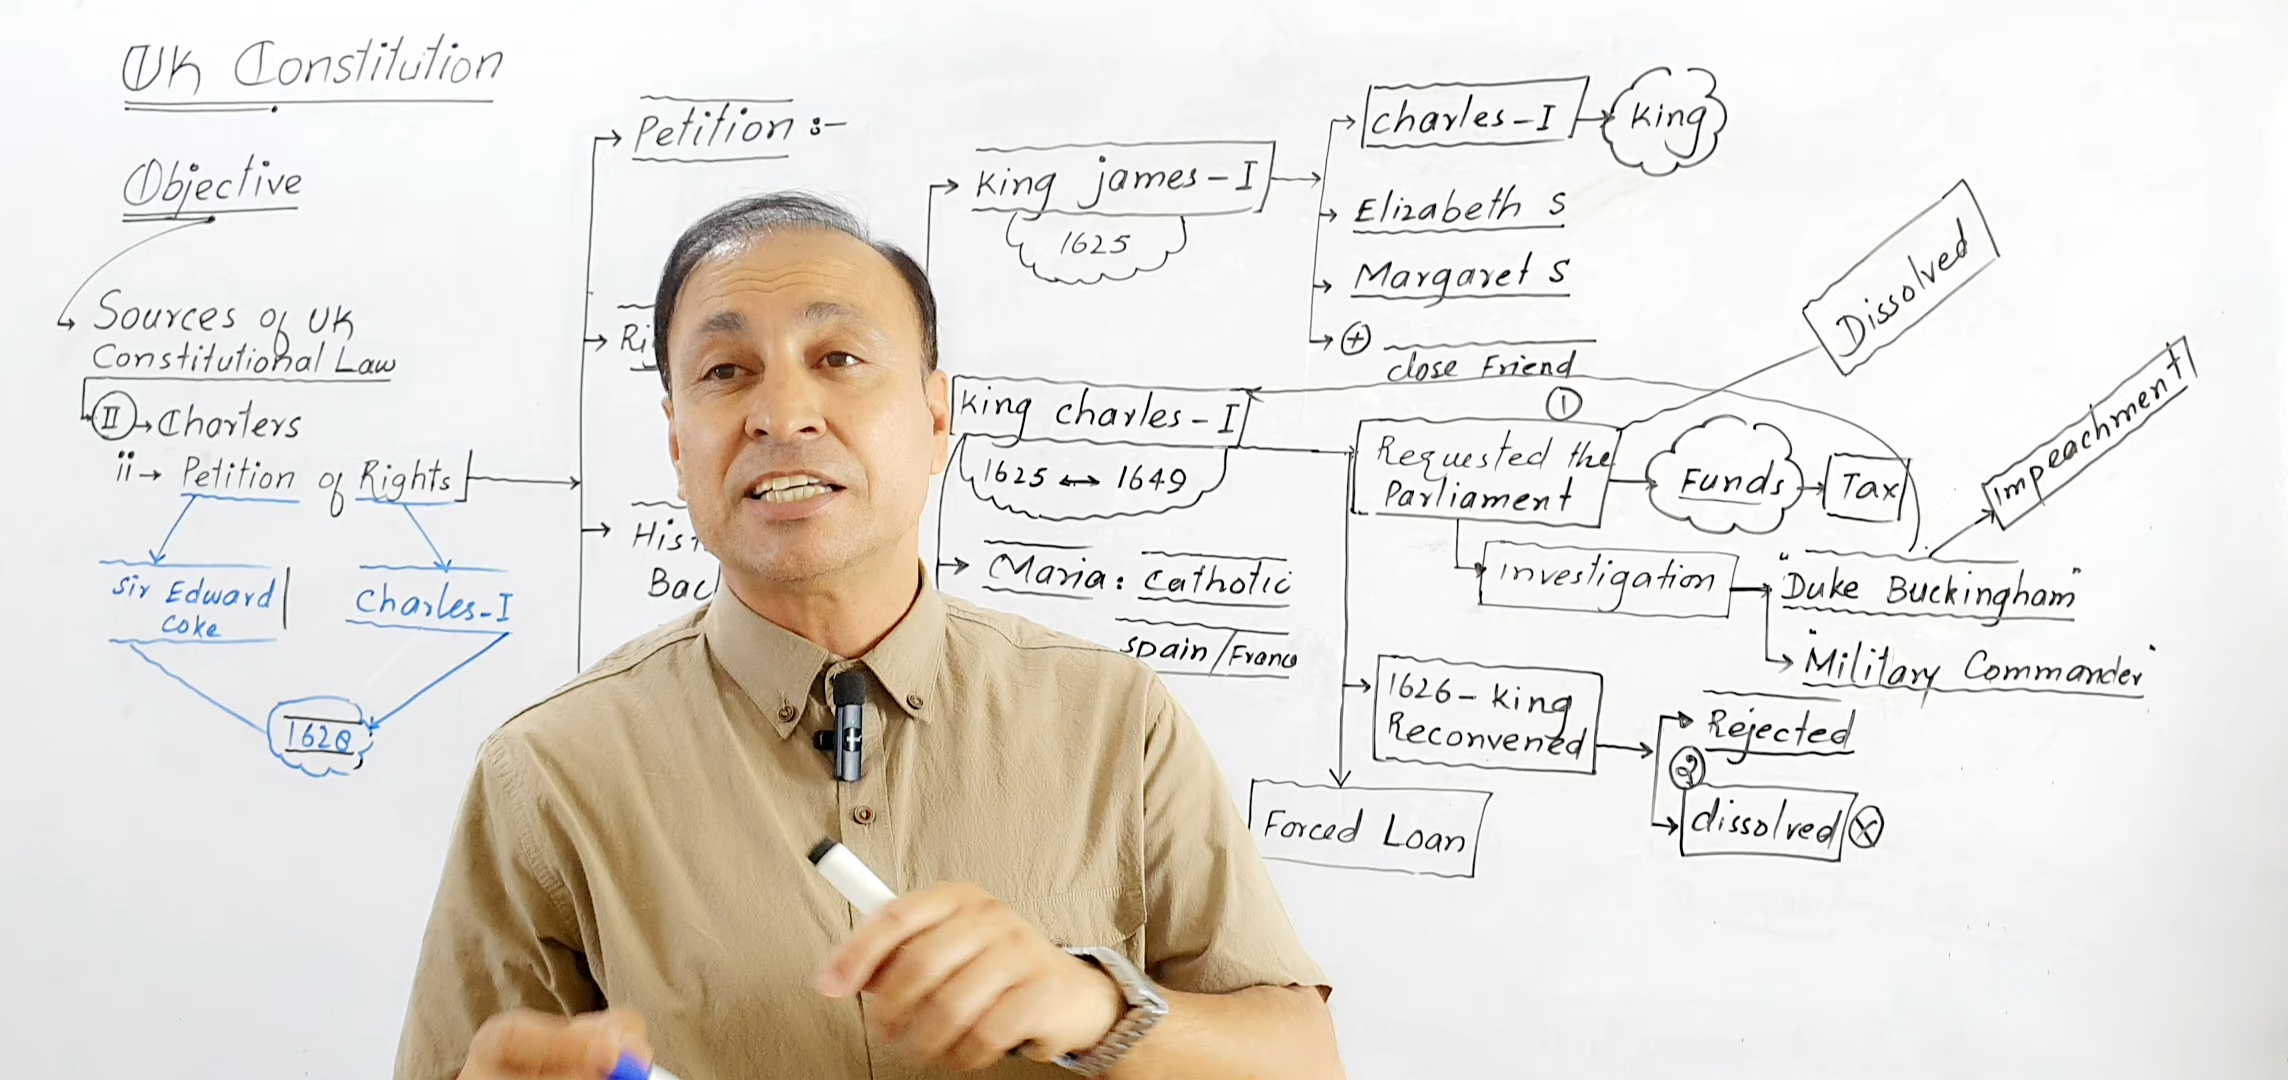 UK Constitution
Objective
Sources of UK
Constitutional Law
II → Charters
ii → Petition of Rights
Sir Edward
Coke
Charles-I
1628
Petition :-
King james-I
1625
Charles-I
King
Elizabeth S
Margaret S
+
close Friend
King charles-I
1625 ↔ 1649
Maria: Catholic
Spain/France
1
Requested the
Parliament
Funds
Tax
Dissolved
Impeachment
investigation
"Duke Buckingham"
"Military Commander"
1626-king
Reconvened
Rejected
2
dissolved x
Forced Loan